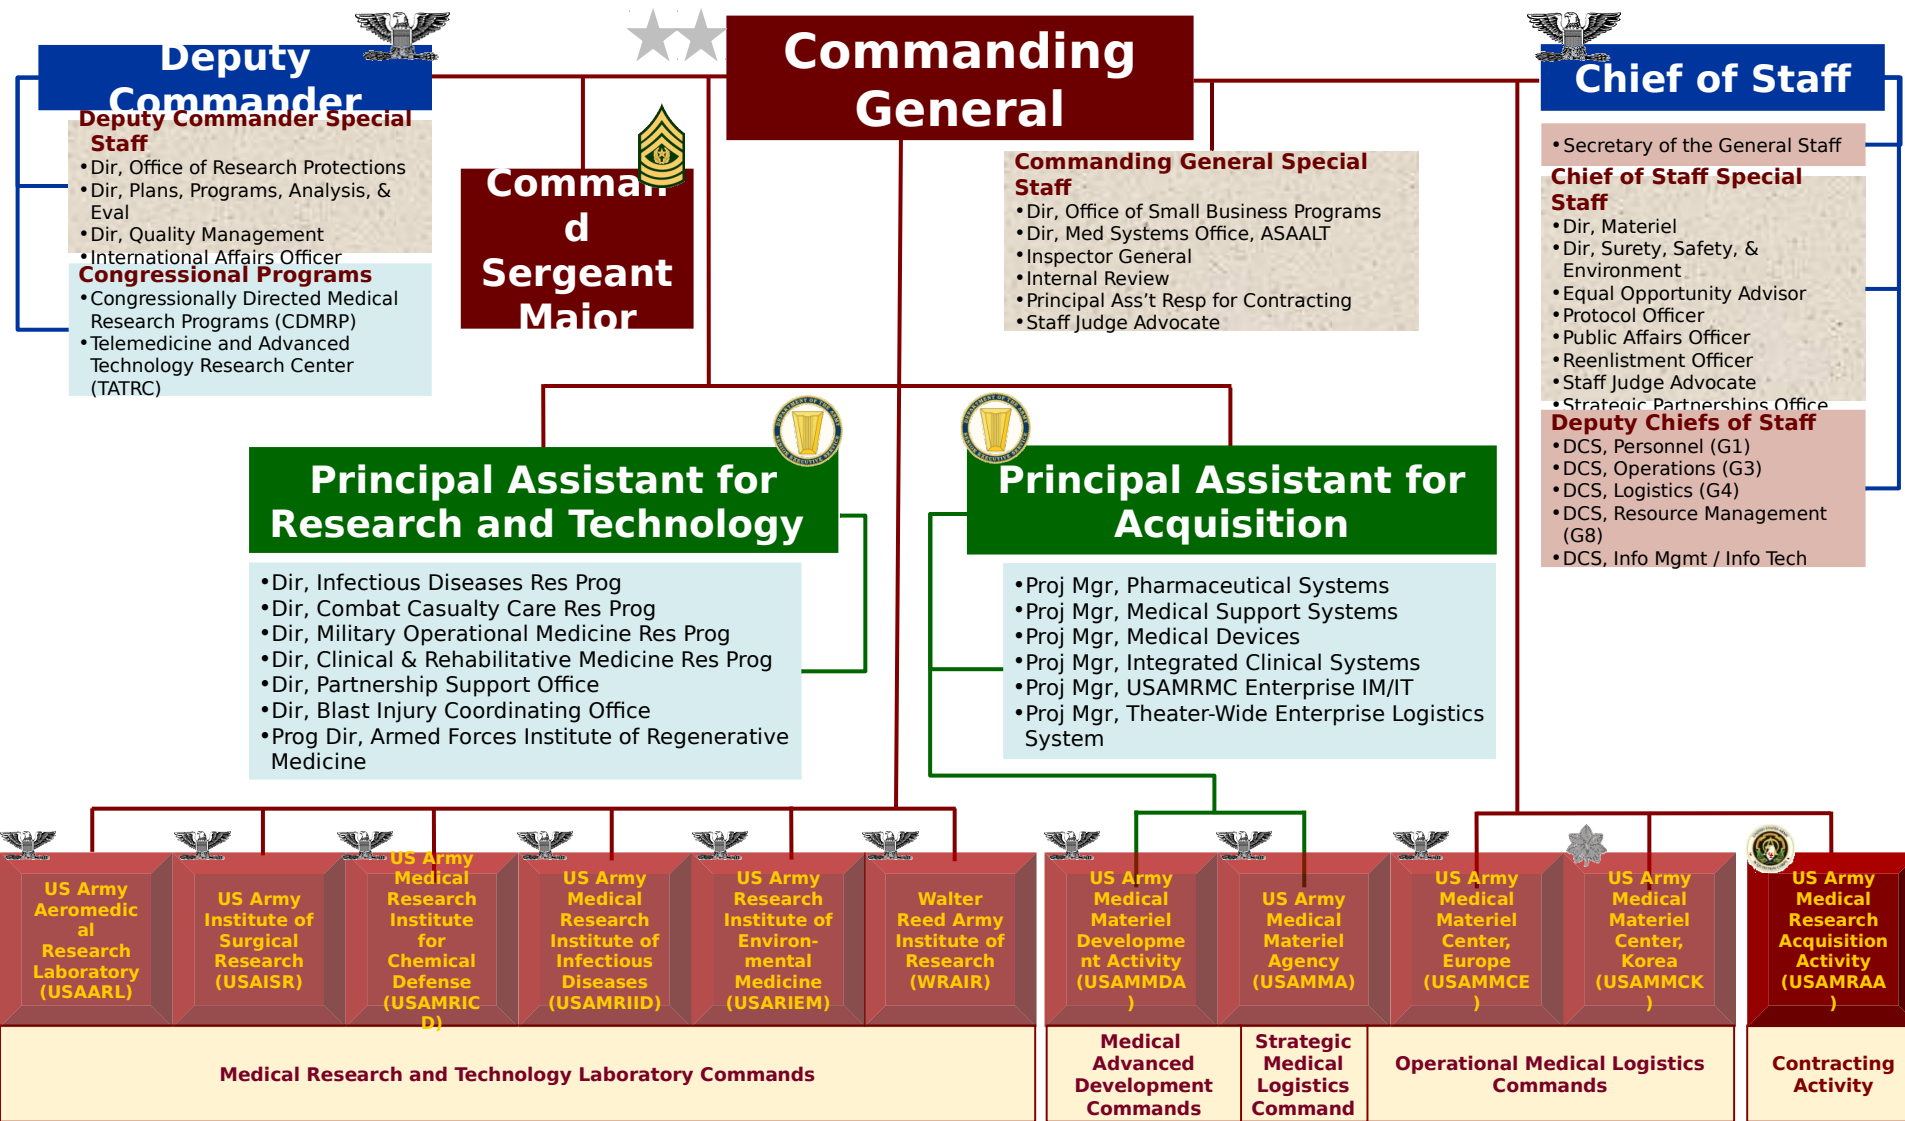 Deputy
Commander
Commanding
General
Chief of Staff
Deputy Commander Special
Staff
•Dir, Office of Research Protections
•Dir, Plans, Programs, Analysis, &
Eval
•Dir, Quality Management
•International Affairs Officer
Congressional Programs
•Congressionally Directed Medical
Research Programs (CDMRP)
•Telemedicine and Advanced
Technology Research Center
(TATRC)
Comman
d
Sergeant
Major
Commanding General Special
Staff
•Dir, Office of Small Business Programs
•Dir, Med Systems Office, ASAALT
•Inspector General
•Internal Review
•Principal Ass’t Resp for Contracting
•Staff Judge Advocate
•Secretary of the General Staff
Chief of Staff Special
Staff
•Dir, Materiel
•Dir, Surety, Safety, &
Environment
•Equal Opportunity Advisor
•Protocol Officer
•Public Affairs Officer
•Reenlistment Officer
•Staff Judge Advocate
•Strategic Partnerships Office
Deputy Chiefs of Staff
•DCS, Personnel (G1)
•DCS, Operations (G3)
•DCS, Logistics (G4)
•DCS, Resource Management
(G8)
•DCS, Info Mgmt / Info Tech
Principal Assistant for
Research and Technology
•Dir, Infectious Diseases Res Prog
•Dir, Combat Casualty Care Res Prog
•Dir, Military Operational Medicine Res Prog
•Dir, Clinical & Rehabilitative Medicine Res Prog
•Dir, Partnership Support Office
•Dir, Blast Injury Coordinating Office
•Prog Dir, Armed Forces Institute of Regenerative
Medicine
Principal Assistant for
Acquisition
•Proj Mgr, Pharmaceutical Systems
•Proj Mgr, Medical Support Systems
•Proj Mgr, Medical Devices
•Proj Mgr, Integrated Clinical Systems
•Proj Mgr, USAMRMC Enterprise IM/IT
•Proj Mgr, Theater-Wide Enterprise Logistics
System
US Army
Aeromedic
al
Research
Laboratory
(USAARL)
US Army
Institute of
Surgical
Research
(USAISR)
US Army
Medical
Research
Institute
for
Chemical
Defense
(USAMRIC
D)
US Army
Medical
Research
Institute of
Infectious
Diseases
(USAMRIID)
US Army
Research
Institute of
Environ-
mental
Medicine
(USARIEM)
Walter
Reed Army
Institute of
Research
(WRAIR)
US Army
Medical
Materiel
Developme
nt Activity
(USAMMDA
)
US Army
Medical
Materiel
Agency
(USAMMA)
US Army
Medical
Materiel
Center,
Europe
(USAMMCE
)
US Army
Medical
Materiel
Center,
Korea
(USAMMCK
)
US Army
Medical
Research
Acquisition
Activity
(USAMRAA
)
Medical Research and Technology Laboratory Commands
Medical
Advanced
Development
Commands
Strategic
Medical
Logistics
Command
Operational Medical Logistics
Commands
Contracting
Activity